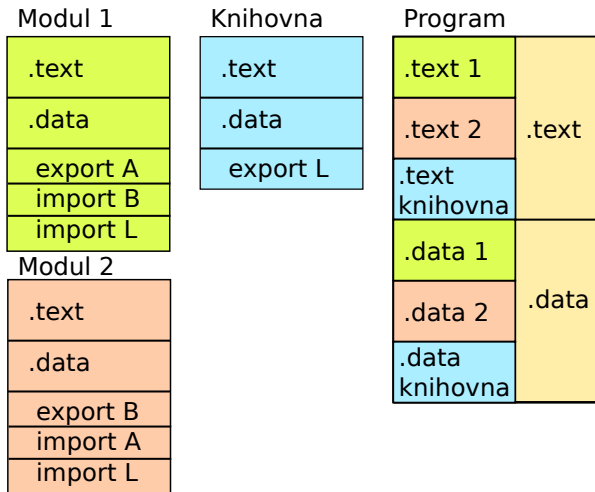 Modul 1
.text
.data
export A
import B
import L
Modul 2
.text
.data
export B
import A
import L
Knihovna
.text
.data
export L
Program
.text 1
.text 2
.text
knihovna
.text
.data 1
.data 2
.data
knihovna
.data